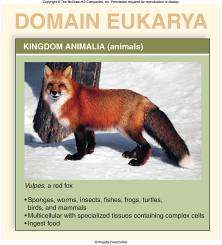 Copyright © The McGraw-Hill Companies, Inc. Permission required for reproduction or display.
DOMAIN EUKARYA
KINGDOM ANIMALIA (animals)
Vulpes, a red fox
• Sponges, worms, insects, fishes, frogs, turtles,
birds, and mammals
• Multicellular with specialized tissues containing complex cells
• Ingest food